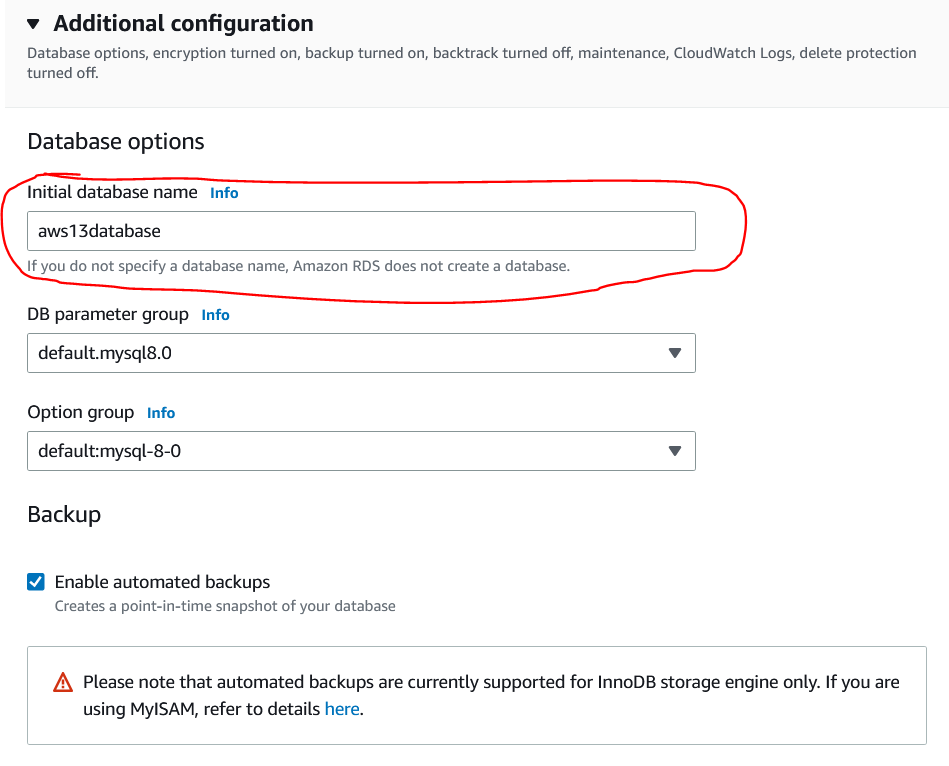 Additional configuration
Database options, encryption turned on, backup turned on, backtrack turned off, maintenance, CloudWatch Logs, delete protection
turned off.
Database options
Initial database name Info
aws13database
If you do not specify a database name, Amazon RDS does not create a database.
DB parameter group Info
default.mysql8.0
Option group Info
default:mysql-8-0
Backup
Enable automated backups
Creates a point-in-time snapshot of your database
Please note that automated backups are currently supported for InnoDB storage engine only. If you are
using MyISAM, refer to details here.